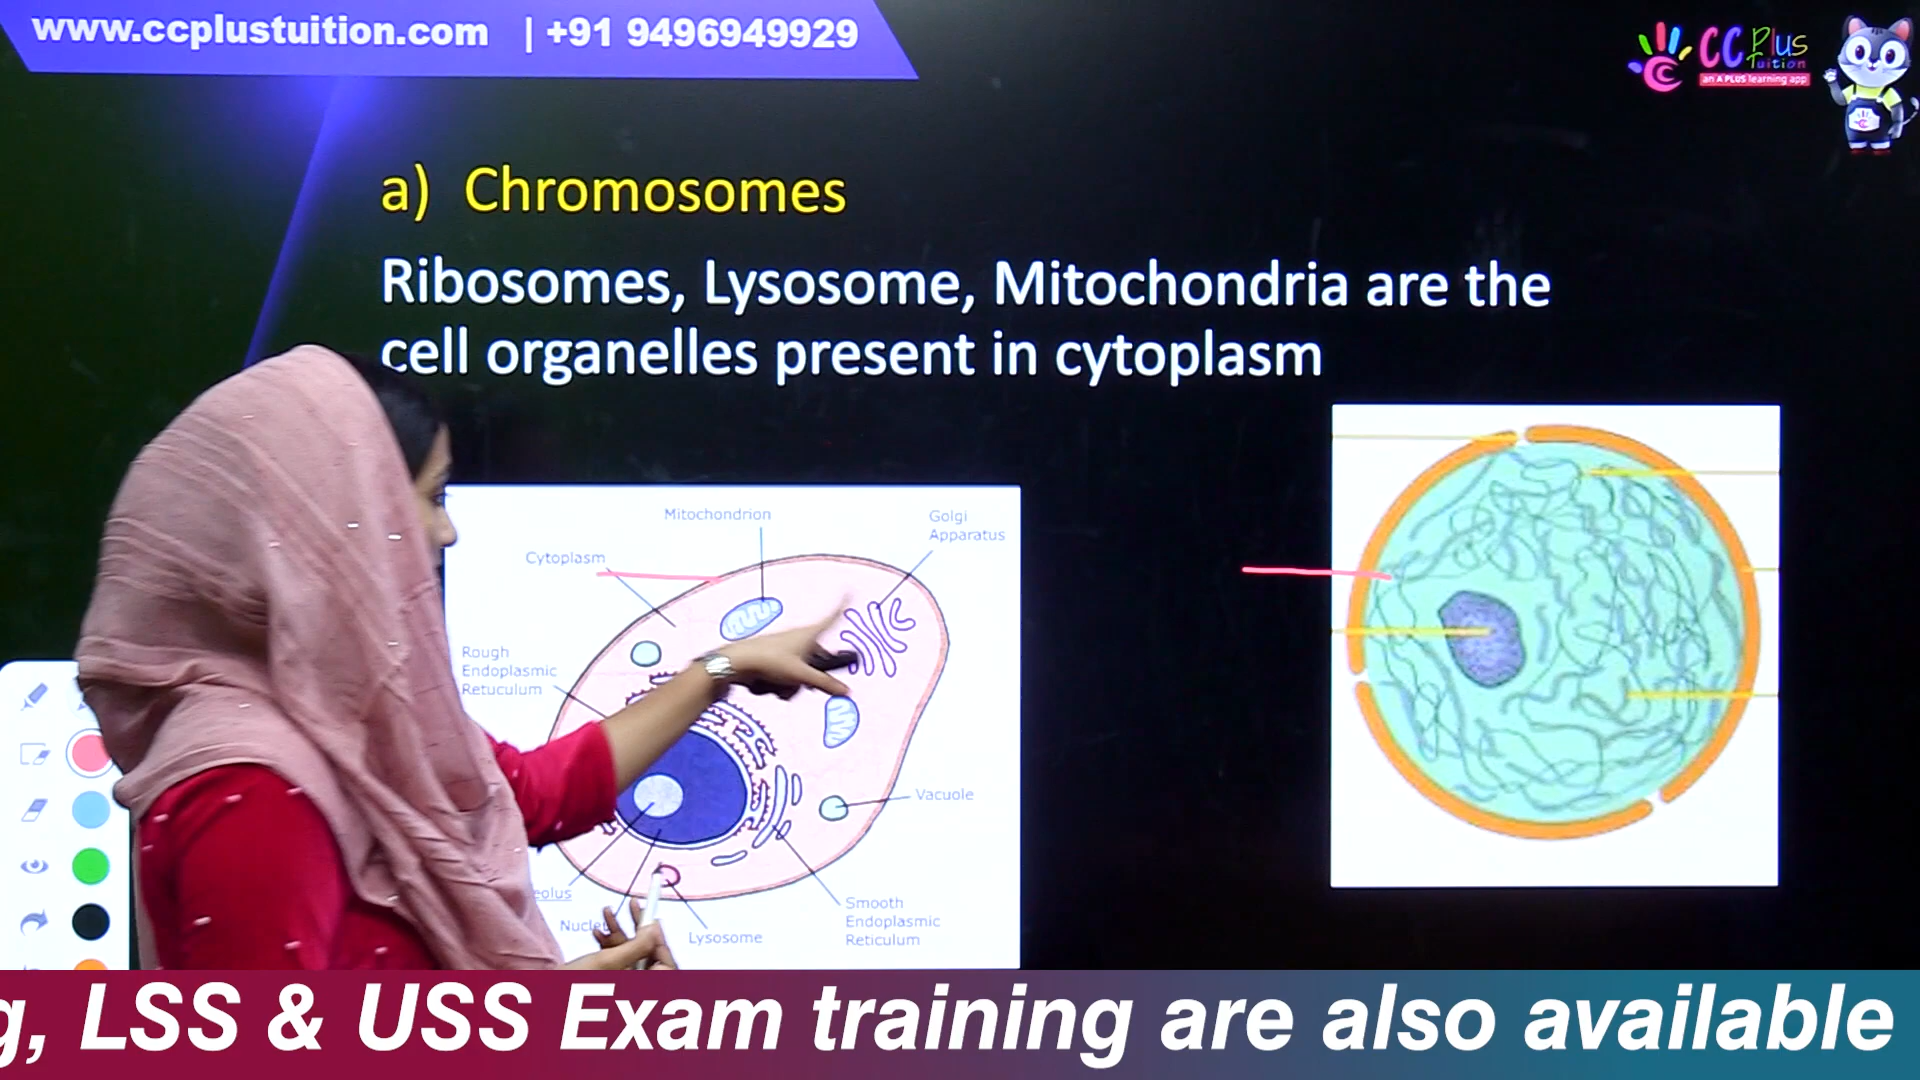 www.ccplustuition.com | +91 9496949929
CC Plus
Tuition
an A PLUS learning app
a) Chromosomes
Ribosomes, Lysosome, Mitochondria are the
cell organelles present in cytoplasm
Mitochondrion
Golgi
Apparatus
Cytoplasm
Rough
Endoplasmic
Retuculum
Vacuole
eolus
Smooth
Endoplasmic
Reticulum
Lysosome
g, LSS & USS Exam training are also available